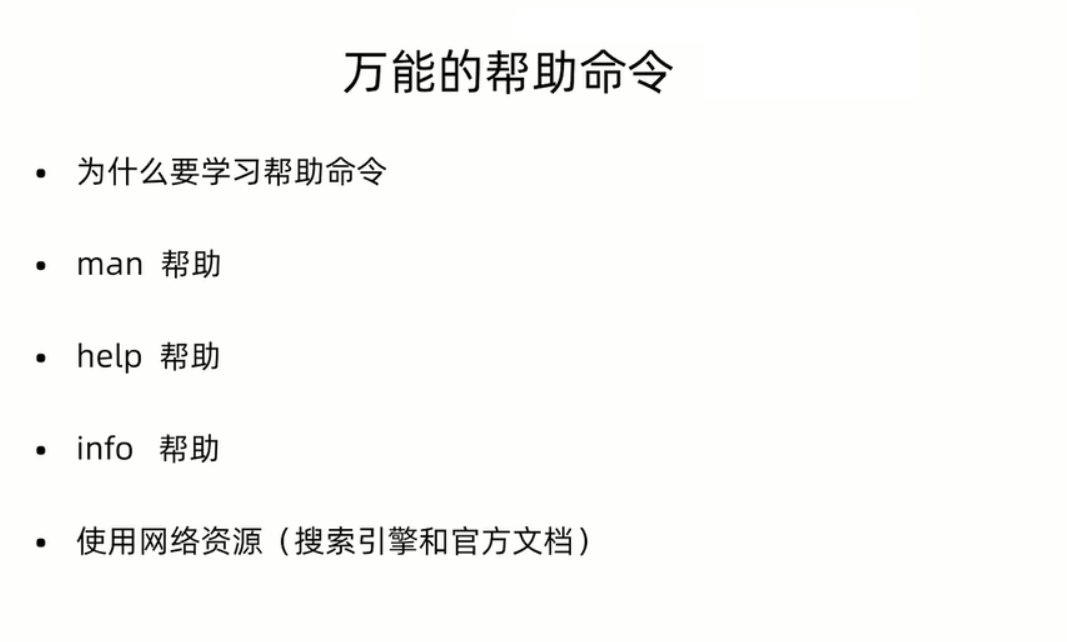 万能的帮助命令
• 为什么要学习帮助命令
• man 帮助
• help 帮助
• info 帮助
• 使用网络资源（搜索引擎和官方文档）